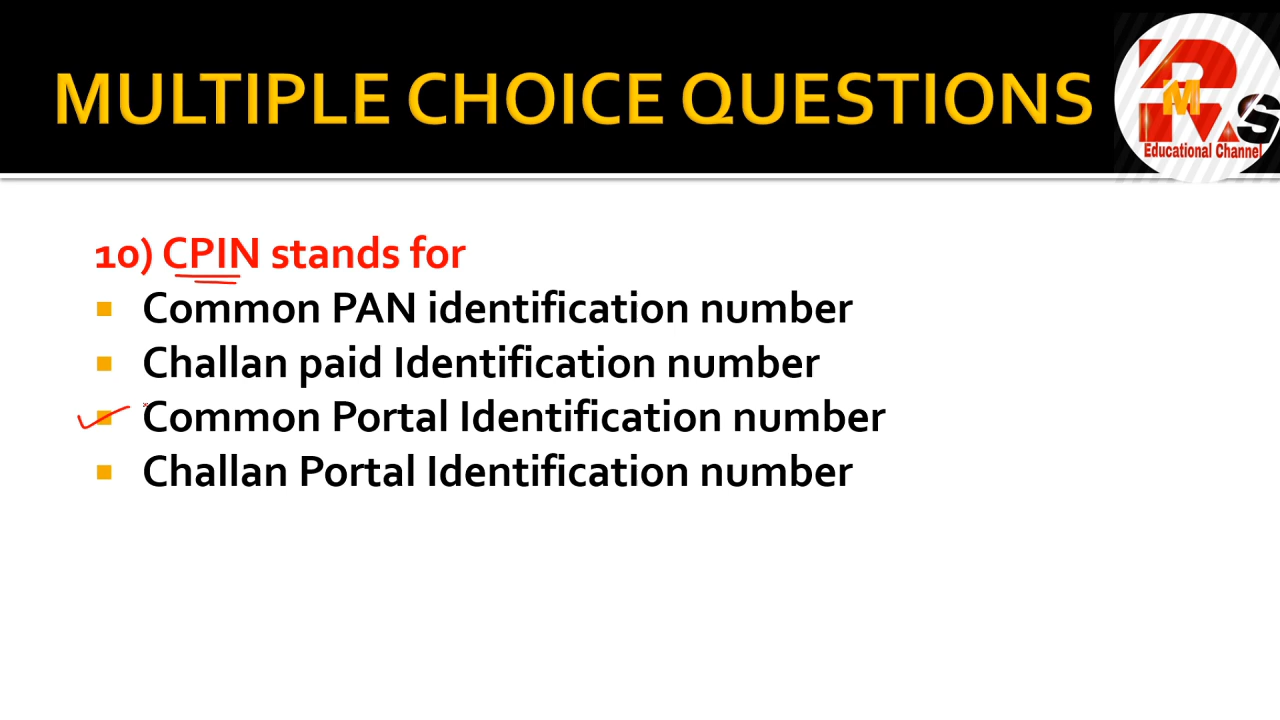 MULTIPLE CHOICE QUESTIONS
R M S
Educational Channel
10) CPIN stands for
Common PAN identification number
Challan paid Identification number
Common Portal Identification number
Challan Portal Identification number